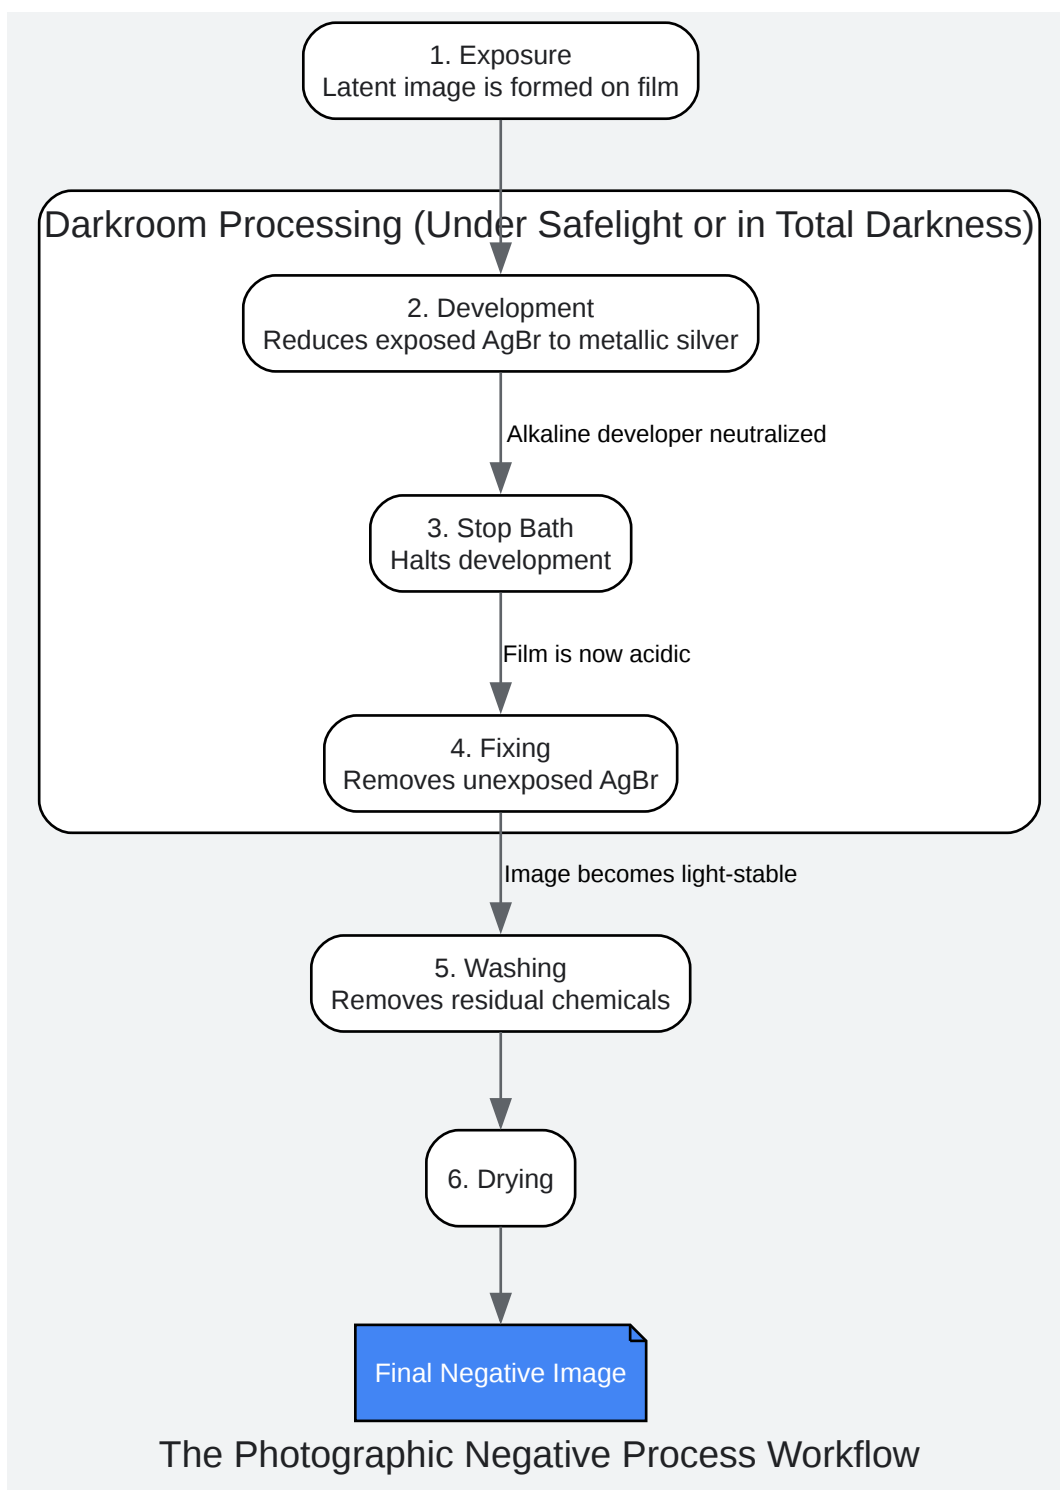 1. Exposure
Latent image is formed on film
Darkroom Processing (Under Safelight or in Total Darkness)
2. Development
Reduces exposed AgBr to metallic silver
Alkaline developer neutralized
3. Stop Bath
Halts development
Film is now acidic
4. Fixing
Removes unexposed AgBr
Image becomes light-stable
5. Washing
Removes residual chemicals
6. Drying
Final Negative Image
The Photographic Negative Process Workflow